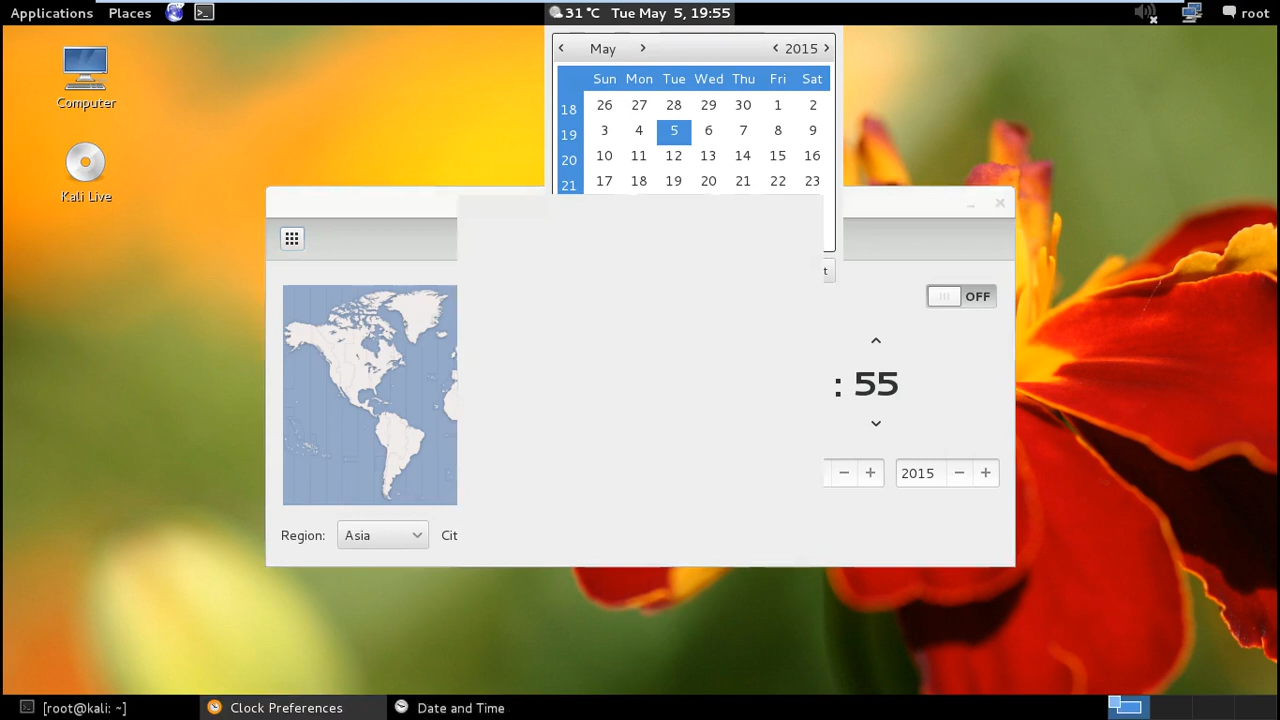 Applications Places 31 °C Tue May 5, 19:55 root
Computer
Kali Live
May 2015
Sun Mon Tue Wed Thu Fri Sat
18 26 27 28 29 30 1 2
19 3 4 5 6 7 8 9
20 10 11 12 13 14 15 16
21 17 18 19 20 21 22 23
t
OFF
: 55
2015
Region: Asia Cit
[root@kali: ~] Clock Preferences Date and Time